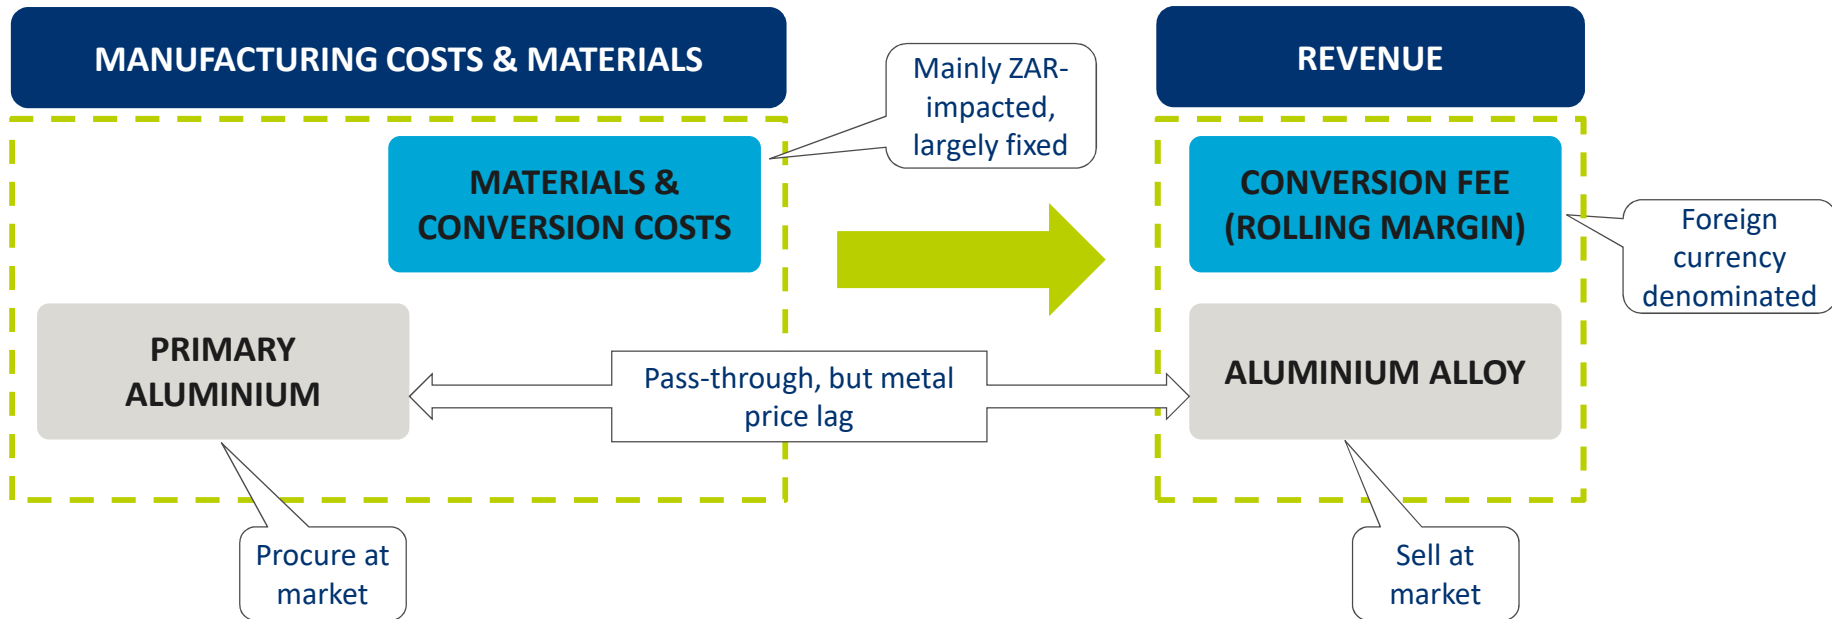 MANUFACTURING COSTS & MATERIALS
REVENUE
Mainly ZAR-
impacted,
largely fixed
MATERIALS &
CONVERSION COSTS
CONVERSION FEE
(ROLLING MARGIN)
Foreign
currency
denominated
PRIMARY
ALUMINIUM
Pass-through, but metal
price lag
ALUMINIUM ALLOY
Procure at
market
Sell at
market